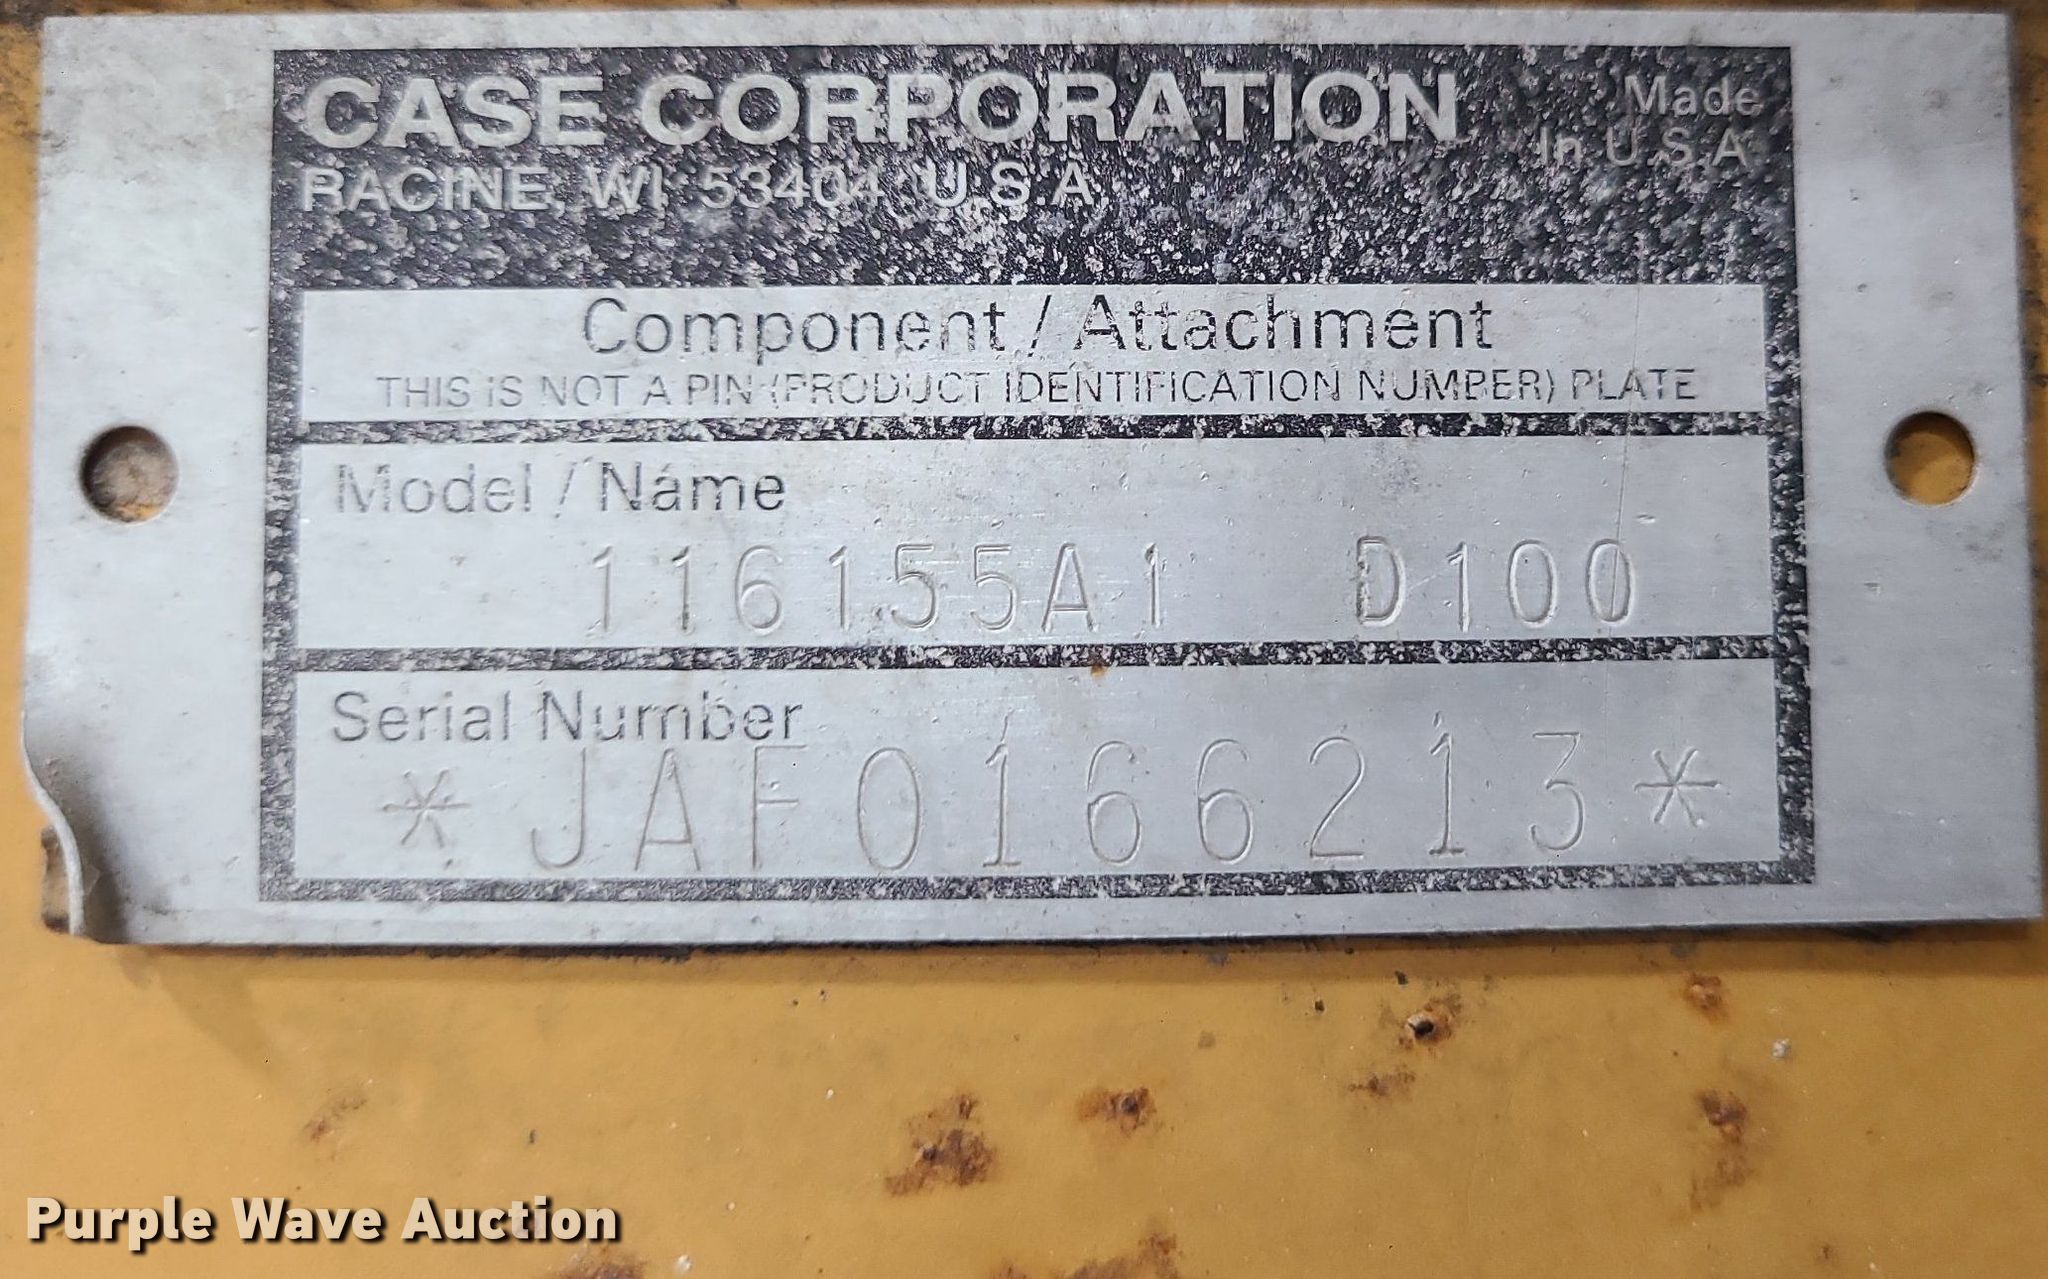 CASE CORPORATION
Made
In U.S.A
RACINE, WI 53404 U.S.A
Component / Attachment
THIS IS NOT A PIN (PRODUCT IDENTIFICATION NUMBER) PLATE
Model / Name
116155A1 D100
Serial Number
*JAF0166213*
Purple Wave Auction